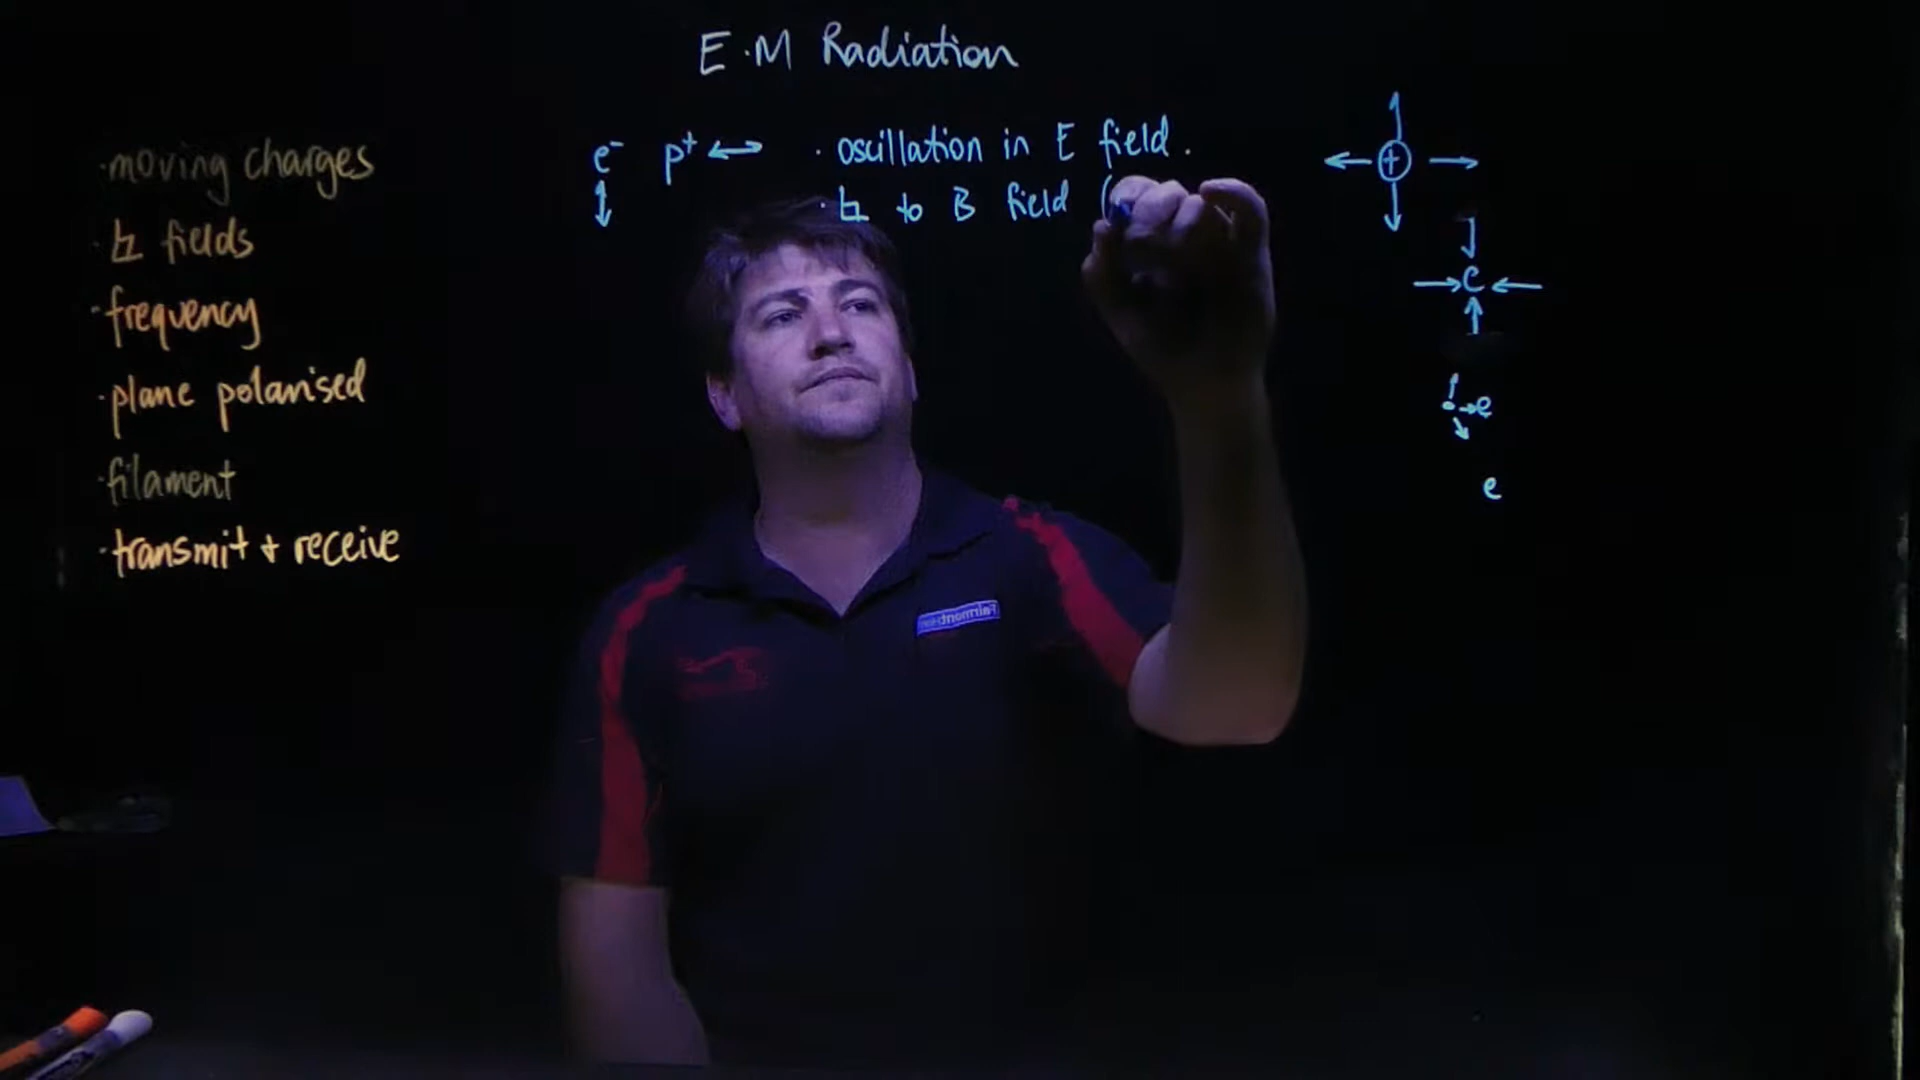 E.M Radiation
·moving charges
·⊾ fields
·frequency
·plane polarised
·filament
·transmit + receive
e⁻ p⁺ ↔ · oscillation in E field.
↕ · ⊾ to B field (
+
e
e
e